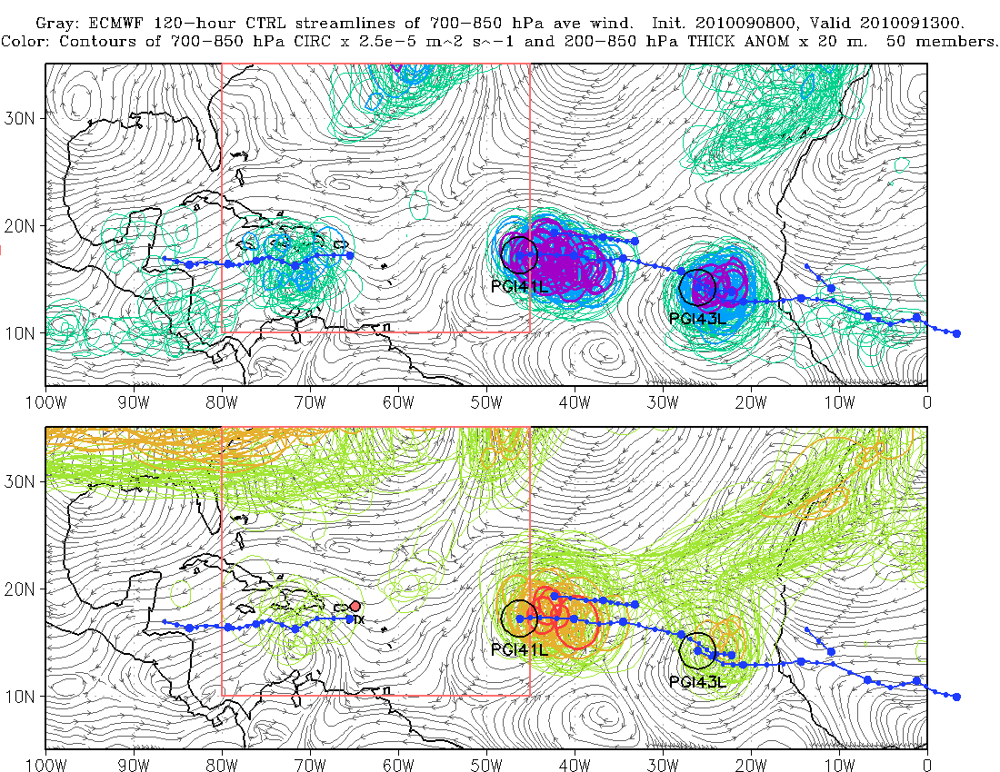 Gray: ECMWF 120-hour CTRL streamlines of 700-850 hPa ave wind.  Init. 2010090800, Valid 2010091300.
Color: Contours of 700-850 hPa CIRC x 2.5e-5 m^2 s^-1 and 200-850 hPa THICK ANOM x 20 m.  50 members.
30N
20N
PGI41L
PGI43L
10N
100W 90W 80W 70W 60W 50W 40W 30W 20W 10W 0
30N
20N
PGI41L
PGI43L
10N
100W 90W 80W 70W 60W 50W 40W 30W 20W 10W 0